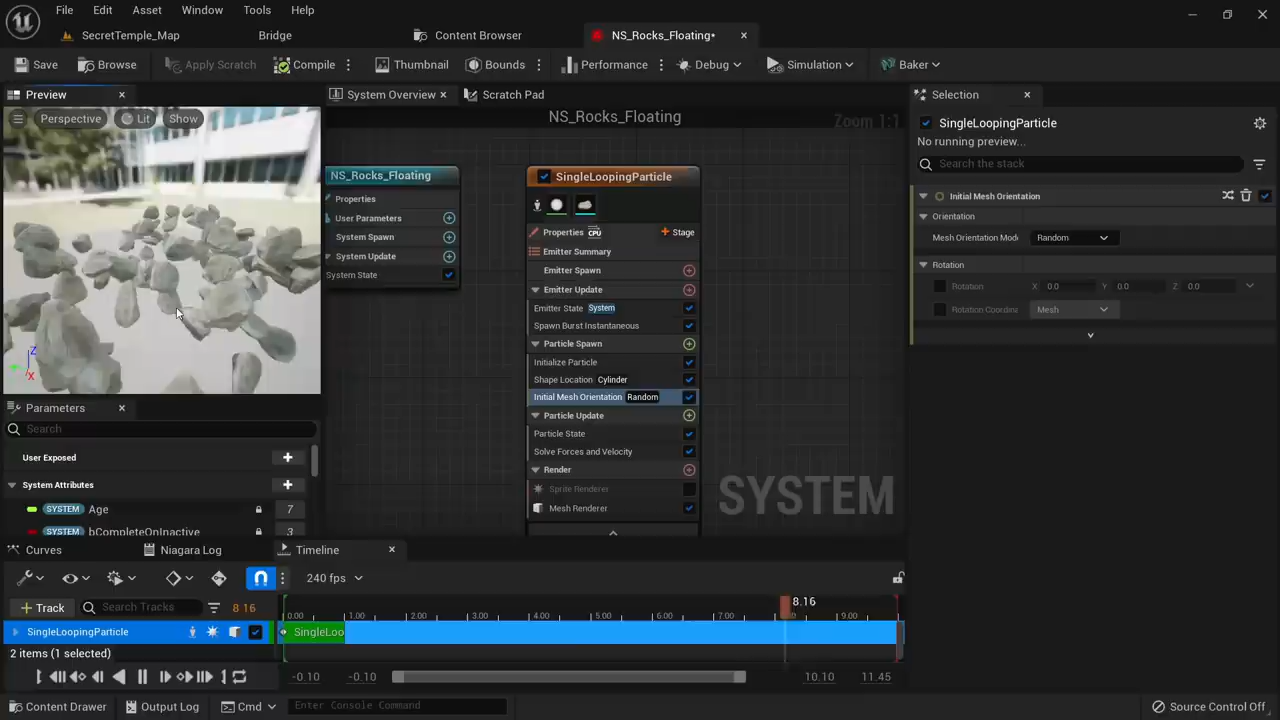 File Edit Asset Window Tools Help
SecretTemple_Map Bridge Content Browser NS_Rocks_Floating*
Save Browse Apply Scratch Compile Thumbnail Bounds Performance Debug Simulation Baker
Preview System Overview Scratch Pad Selection
NS_Rocks_Floating Zoom 1:1
Perspective Lit Show
SingleLoopingParticle
No running preview...
Search the stack
NS_Rocks_Floating
Properties
User Parameters
System Spawn
System Update
System State
SingleLoopingParticle
Properties CPU Stage
Emitter Summary
Emitter Spawn
Emitter Update
Emitter State System
Spawn Burst Instantaneous
Particle Spawn
Initialize Particle
Shape Location Cylinder
Initial Mesh Orientation Random
Particle Update
Particle State
Solve Forces and Velocity
Render
Sprite Renderer
Mesh Renderer
SYSTEM
Initial Mesh Orientation
Orientation
Mesh Orientation Mode Random
Rotation
Rotation X 0.0 Y 0.0 Z 0.0
Rotation Coordina Mesh
Z
X
Parameters
Search
User Exposed
System Attributes
SYSTEM Age 7
SYSTEM bCompleteOnInactive 3
Curves Niagara Log Timeline
240 fps
Track Search Tracks 8 16
8.16
0.00 1.00 2.00 3.00 4.00 5.00 6.00 7.00 9.00
SingleLoopingParticle SingleLoo
2 items (1 selected)
-0.10 -0.10 10.10 11.45
Content Drawer Output Log Cmd Enter Console Command Source Control Off